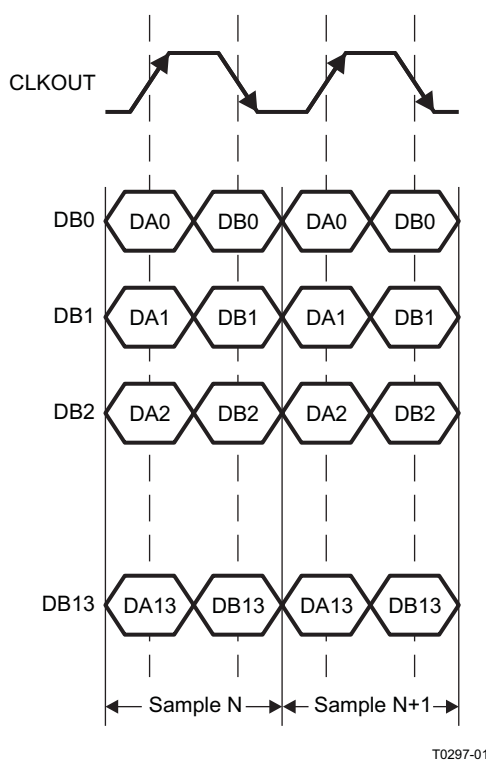 CLKOUT
DB0 DA0 DB0 DA0 DB0
DB1 DA1 DB1 DA1 DB1
DB2 DA2 DB2 DA2 DB2
DB13 DA13 DB13 DA13 DB13
Sample N Sample N+1
T0297-01